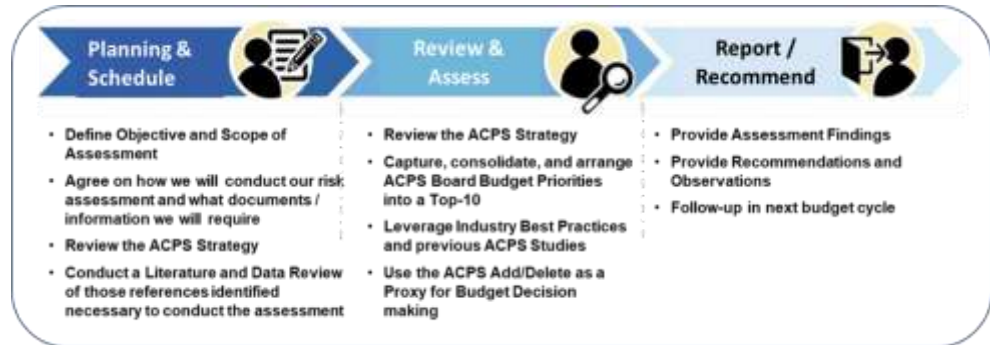 Planning &
Schedule
Review &
Assess
Report /
Recommend
• Define Objective and Scope of
Assessment
• Agree on how we will conduct our risk
assessment and what documents /
information we will require
• Review the ACPS Strategy
• Conduct a Literature and Data Review
of those references identified
necessary to conduct the assessment
• Review the ACPS Strategy
• Capture, consolidate, and arrange
ACPS Board Budget Priorities
into a Top-10
• Leverage Industry Best Practices
and previous ACPS Studies
• Use the ACPS Add/Delete as a
Proxy for Budget Decision
making
• Provide Assessment Findings
• Provide Recommendations and
Observations
• Follow-up in next budget cycle